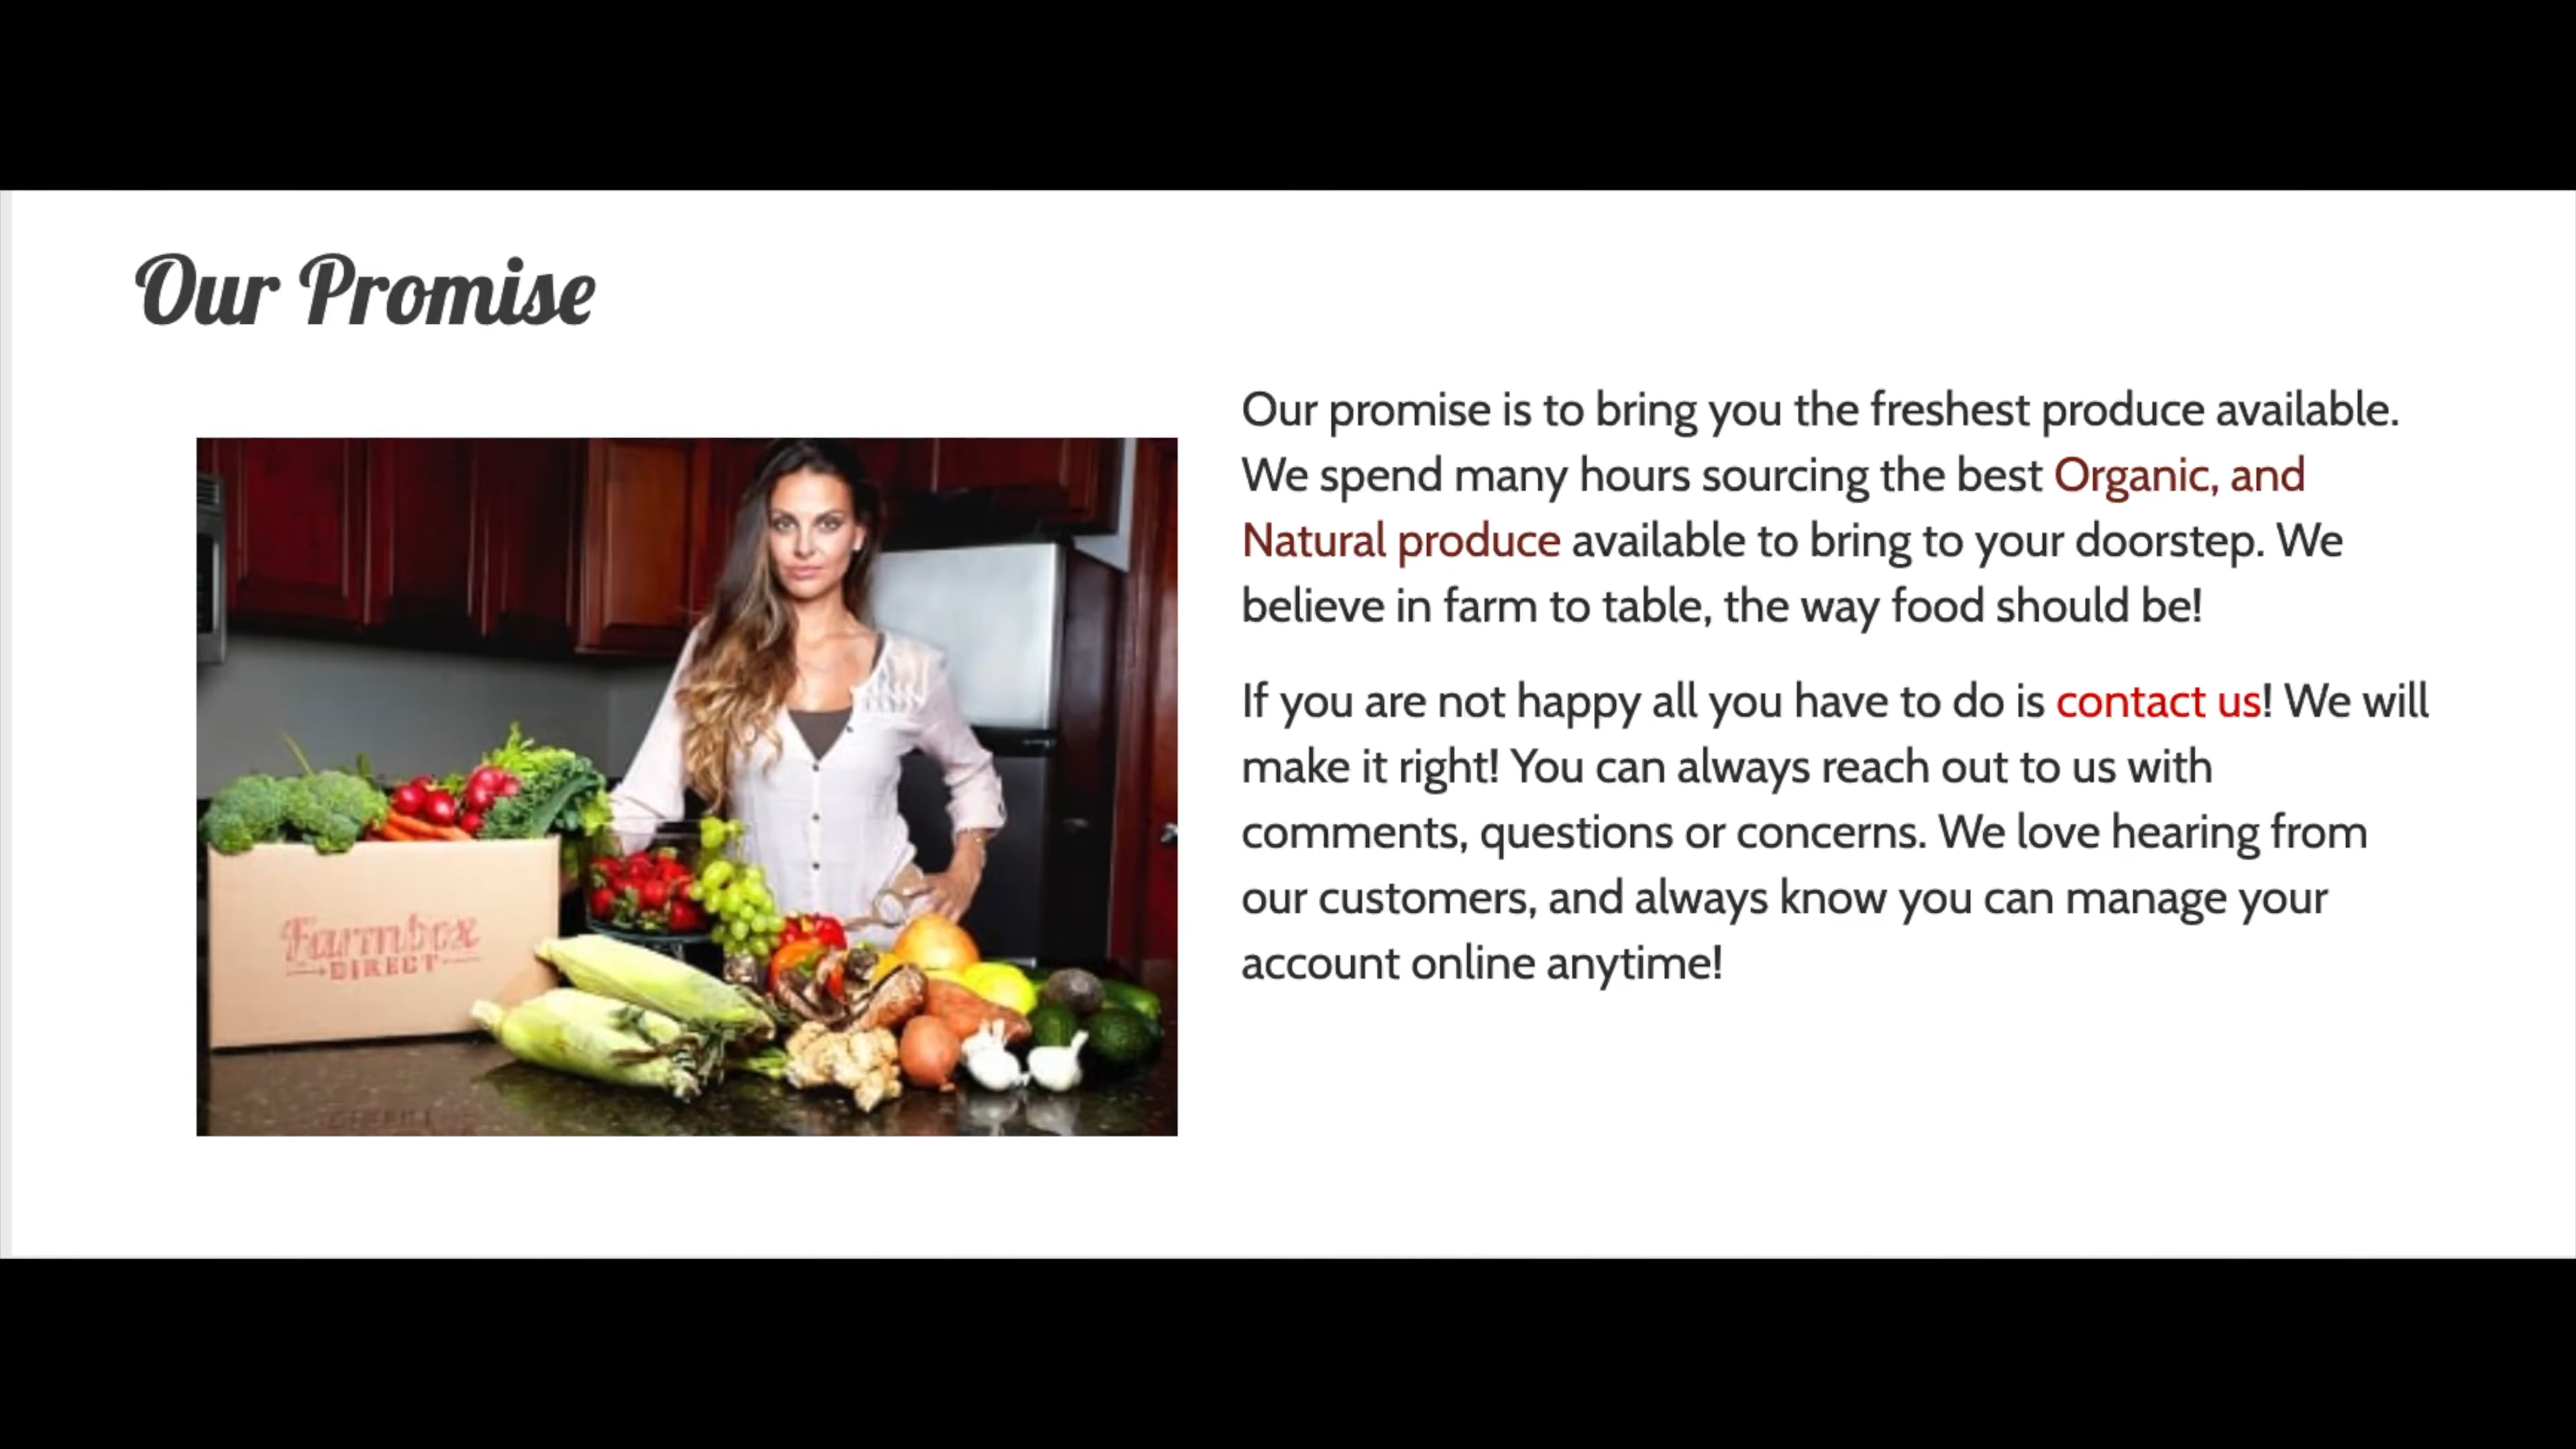 Our Promise
Farmbox
DIRECT
Our promise is to bring you the freshest produce available.
We spend many hours sourcing the best Organic, and
Natural produce available to bring to your doorstep. We
believe in farm to table, the way food should be!
If you are not happy all you have to do is contact us! We will
make it right! You can always reach out to us with
comments, questions or concerns. We love hearing from
our customers, and always know you can manage your
account online anytime!